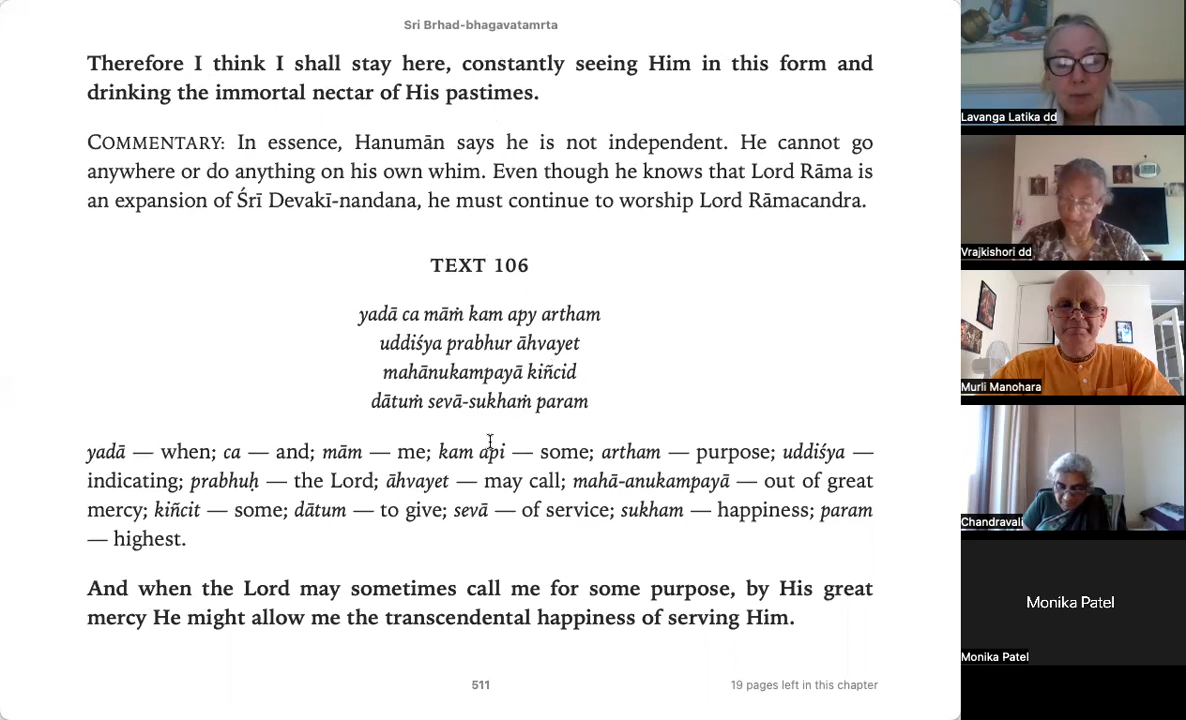 Sri Brhad-bhagavatamrta
Therefore I think I shall stay here, constantly seeing Him in this form and
drinking the immortal nectar of His pastimes.
COMMENTARY: In essence, Hanumān says he is not independent. He cannot go
anywhere or do anything on his own whim. Even though he knows that Lord Rāma is
an expansion of Śrī Devakī-nandana, he must continue to worship Lord Rāmacandra.
TEXT 106
yadā ca māṁ kam apy artham
uddiśya prabhur āhvayet
mahānukampayā kiñcid
dātuṁ sevā-sukhaṁ param
yadā — when; ca — and; mām — me; kam api — some; artham — purpose; uddiśya —
indicating; prabhuḥ — the Lord; āhvayet — may call; mahā-anukampayā — out of great
mercy; kiñcit — some; dātum — to give; sevā — of service; sukham — happiness; param
— highest.
And when the Lord may sometimes call me for some purpose, by His great
mercy He might allow me the transcendental happiness of serving Him.
511
19 pages left in this chapter
Lavanga Latika dd
Vrajkishori dd
Murli Manohara
Chandravali
Monika Patel
Monika Patel